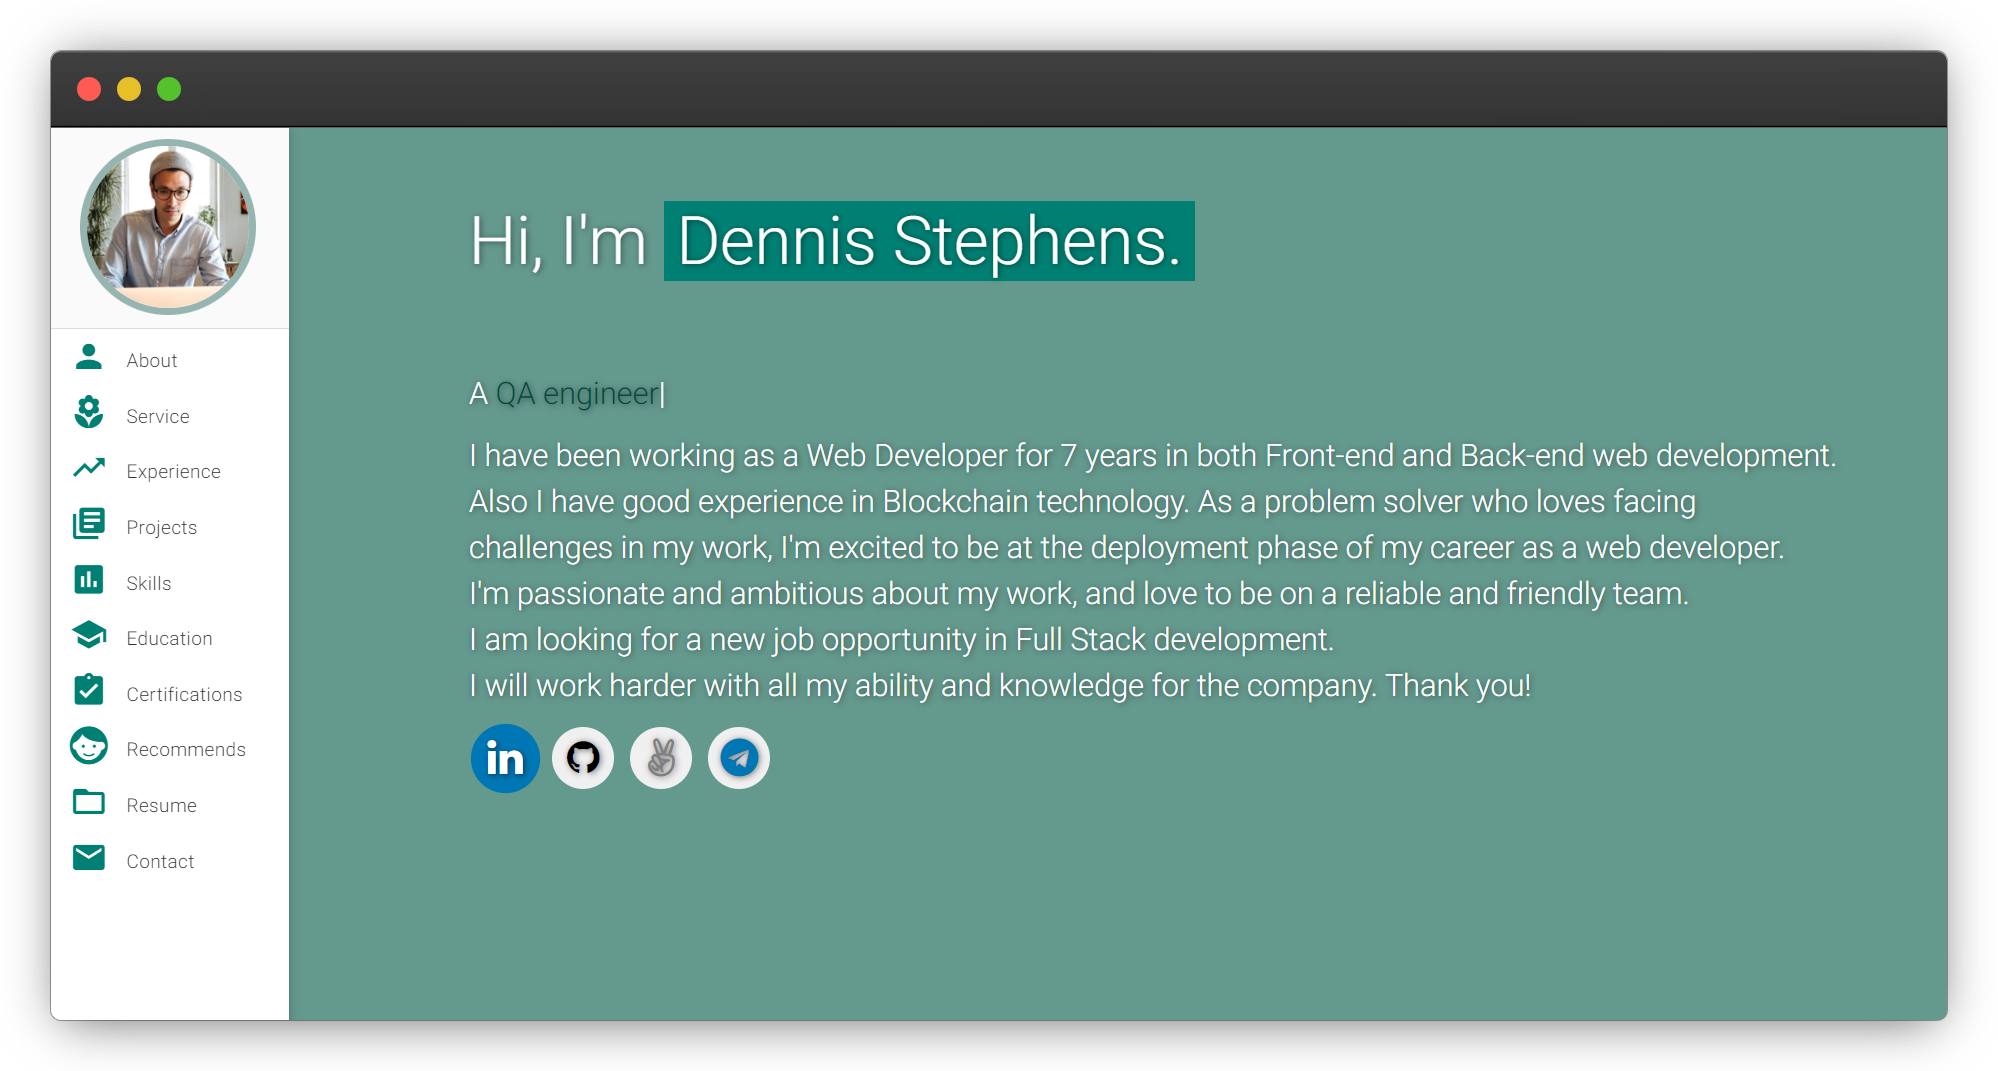 Hi, I'm Dennis Stephens.
About
Service
Experience
Projects
Skills
Education
Certifications
Recommends
Resume
Contact
A QA engineer|
I have been working as a Web Developer for 7 years in both Front-end and Back-end web development.
Also I have good experience in Blockchain technology. As a problem solver who loves facing
challenges in my work, I'm excited to be at the deployment phase of my career as a web developer.
I'm passionate and ambitious about my work, and love to be on a reliable and friendly team.
I am looking for a new job opportunity in Full Stack development.
I will work harder with all my ability and knowledge for the company. Thank you!
in